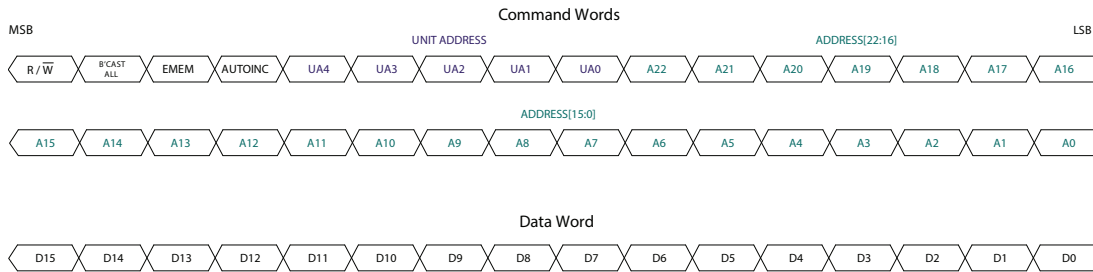 Command Words
MSB LSB
UNIT ADDRESS ADDRESS[22:16]
R / W̅ B'CAST ALL EMEM AUTOINC UA4 UA3 UA2 UA1 UA0 A22 A21 A20 A19 A18 A17 A16
ADDRESS[15:0]
A15 A14 A13 A12 A11 A10 A9 A8 A7 A6 A5 A4 A3 A2 A1 A0
Data Word
D15 D14 D13 D12 D11 D10 D9 D8 D7 D6 D5 D4 D3 D2 D1 D0